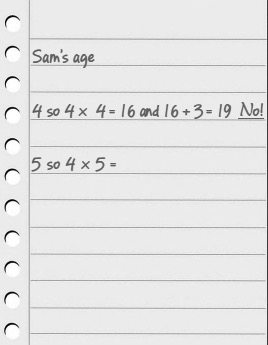 Sam's age
4 so 4 × 4 = 16 and 16 + 3 = 19 No!
5 so 4 × 5 =